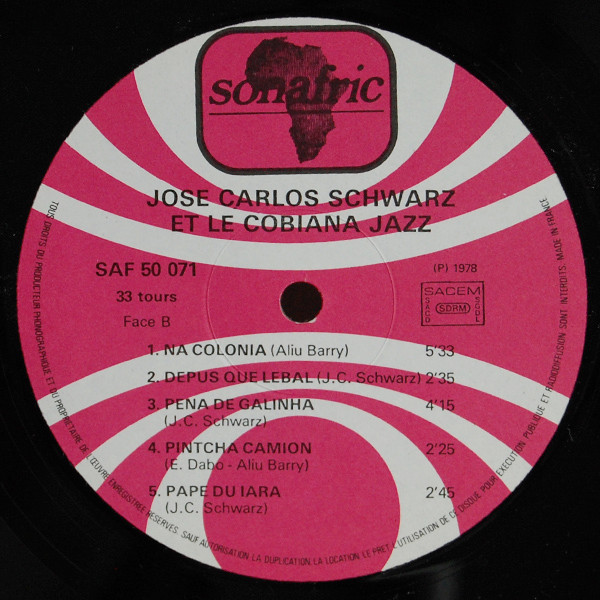 sonafric
JOSE CARLOS SCHWARZ
ET LE COBIANA JAZZ
SAF 50 071
33 tours
Face B
(P) 1978
SACEM
SACD
SDRM
SGDL
1. NA COLONIA (Aliu Barry) 5'33
2. DEPUS QUE LEBAL (J.C. Schwarz) 2'35
3. PENA DE GALINHA 4'15
(J.C. Schwarz)
4. PINTCHA CAMION 2'25
(E. Dabo - Aliu Barry)
5. PAPE DU IARA 2'45
(J.C. Schwarz)
TOUS DROITS DU PRODUCTEUR PHONOGRAPHIQUE ET DU PROPRIETAIRE DE L'ŒUVRE ENREGISTREE RESERVES. SAUF AUTORISATION LA DUPLICATION, LA LOCATION, LE PRET, L'UTILISATION DE CE DISQUE POUR EXECUTION PUBLIQUE ET RADIODIFFUSION SONT INTERDITS. MADE IN FRANCE